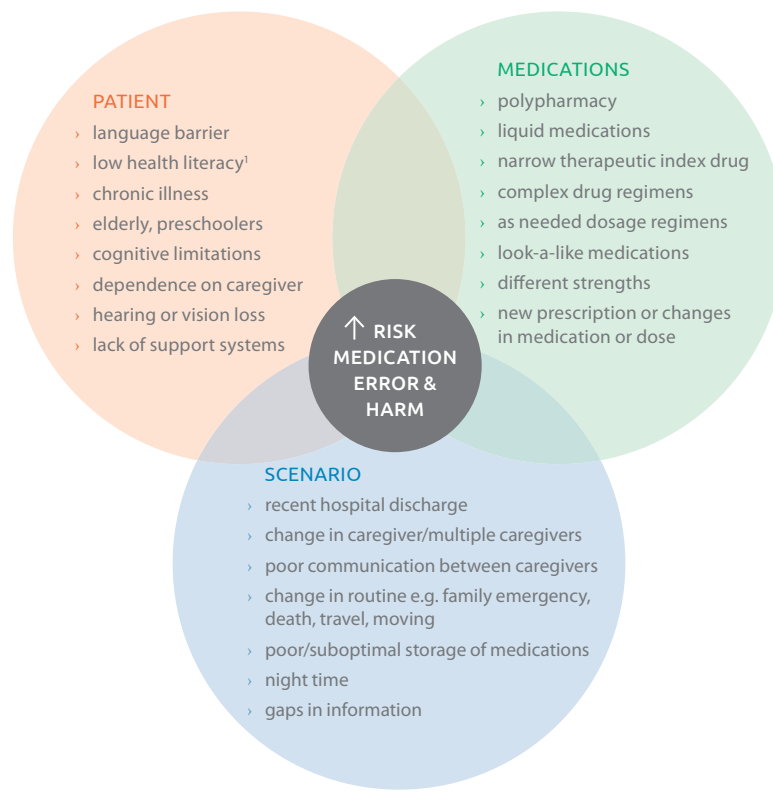 PATIENT
› language barrier
› low health literacy¹
› chronic illness
› elderly, preschoolers
› cognitive limitations
› dependence on caregiver
› hearing or vision loss
› lack of support systems
MEDICATIONS
› polypharmacy
› liquid medications
› narrow therapeutic index drug
› complex drug regimens
› as needed dosage regimens
› look-a-like medications
› different strengths
› new prescription or changes
in medication or dose
↑ RISK
MEDICATION
ERROR &
HARM
SCENARIO
› recent hospital discharge
› change in caregiver/multiple caregivers
› poor communication between caregivers
› change in routine e.g. family emergency,
death, travel, moving
› poor/suboptimal storage of medications
› night time
› gaps in information